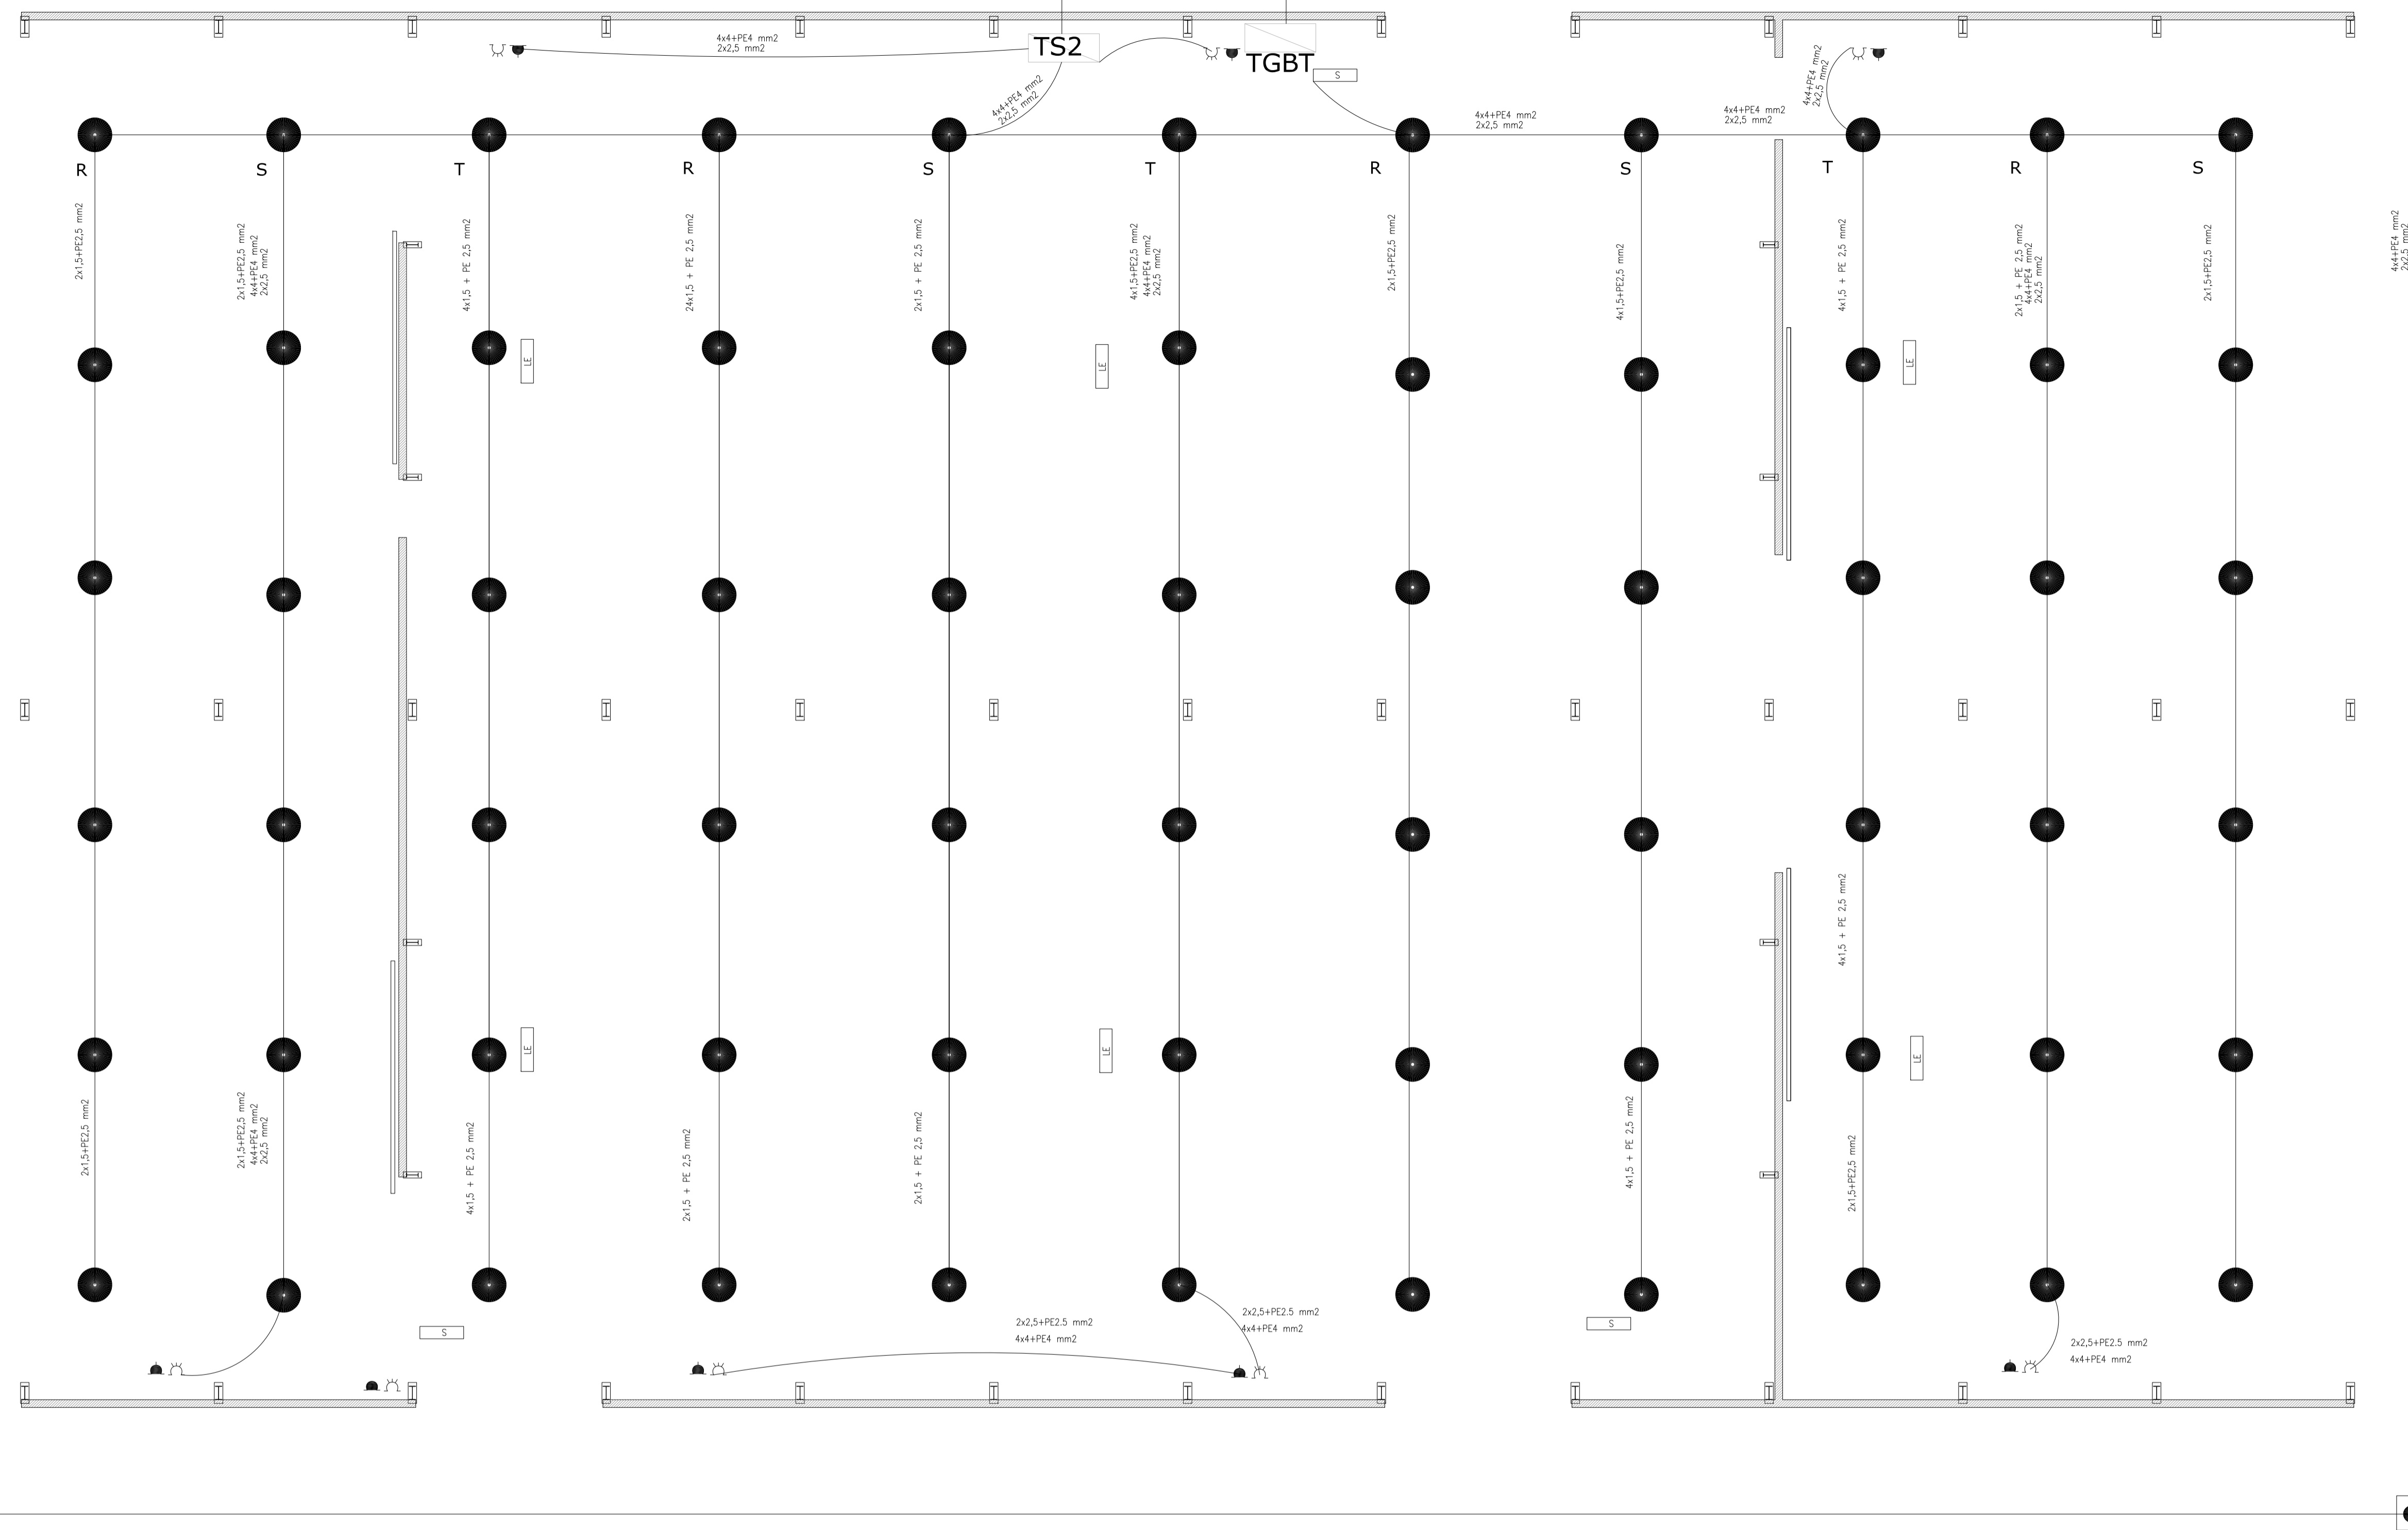 4x4+PE4 mm2
2x2,5 mm2
TS2
TGBT
S
4x4+PE4 mm2
2x2,5 mm2
4x4+PE4 mm2
2x2,5 mm2
4x4+PE4 mm2
2x2,5 mm2
4x4+PE4 mm2
2x2,5 mm2
R
S
T
R
S
T
R
S
T
R
S
2x1,5+PE2,5 mm2
2x1,5+PE2,5 mm2
4x4+PE4 mm2
2x2,5 mm2
4x1,5 + PE 2,5 mm2
24x1,5 + PE 2,5 mm2
2x1,5 + PE 2,5 mm2
4x1,5+PE2,5 mm2
4x4+PE4 mm2
2x2,5 mm2
2x1,5+PE2,5 mm2
4x1,5+PE2,5 mm2
4x1,5 + PE 2,5 mm2
2x1,5 + PE 2,5 mm2
4x4+PE4 mm2
2x2,5 mm2
2x1,5+PE2,5 mm2
4x4+PE4 mm2
2x2,5 mm2
LE
LE
LE
4x1,5 + PE 2,5 mm2
LE
LE
LE
2x1,5+PE2,5 mm2
2x1,5+PE2,5 mm2
4x4+PE4 mm2
2x2,5 mm2
4x1,5 + PE 2,5 mm2
2x1,5 + PE 2,5 mm2
2x1,5 + PE 2,5 mm2
4x1,5 + PE 2,5 mm2
2x1,5+PE2,5 mm2
S
2x2,5+PE2.5 mm2
4x4+PE4 mm2
2x2,5+PE2.5 mm2
4x4+PE4 mm2
S
2x2,5+PE2.5 mm2
4x4+PE4 mm2